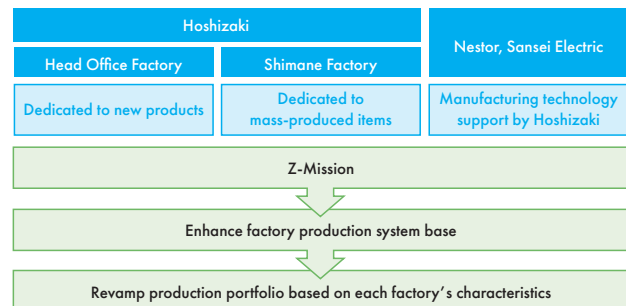 Hoshizaki
Nestor, Sansei Electric
Head Office Factory
Shimane Factory
Dedicated to new products
Dedicated to
mass-produced items
Manufacturing technology
support by Hoshizaki
Z-Mission
Enhance factory production system base
Revamp production portfolio based on each factory’s characteristics